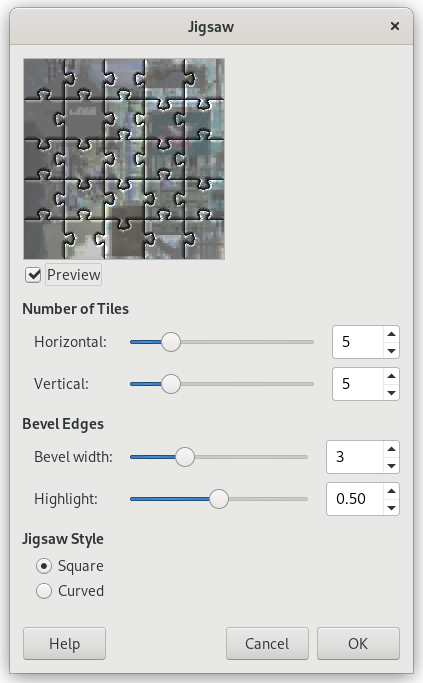 Jigsaw
Preview
Number of Tiles
Horizontal: 5
Vertical: 5
Bevel Edges
Bevel width: 3
Highlight: 0.50
Jigsaw Style
Square
Curved
Help Cancel OK